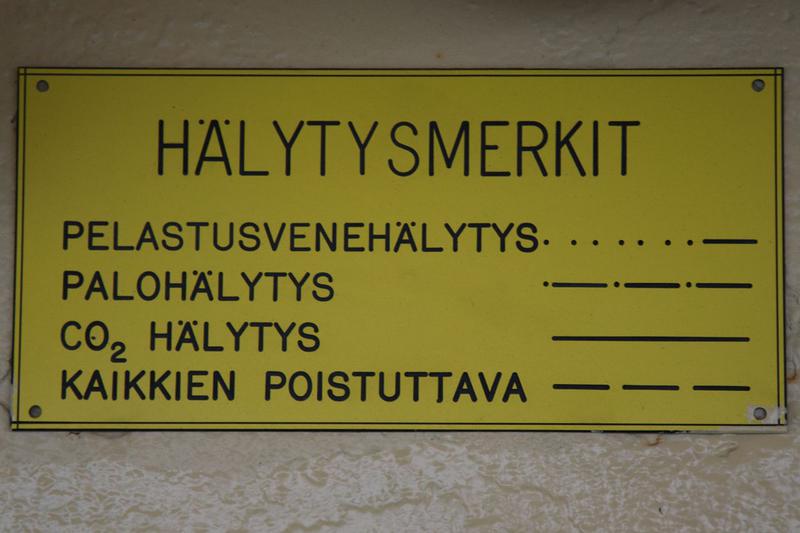 HÄLYTYSMERKIT
PELASTUSVENEHÄLYTYS. . . . . . . —
PALOHÄLYTYS .—.—.—
CO₂ HÄLYTYS ———
KAIKKIEN POISTUTTAVA — — —